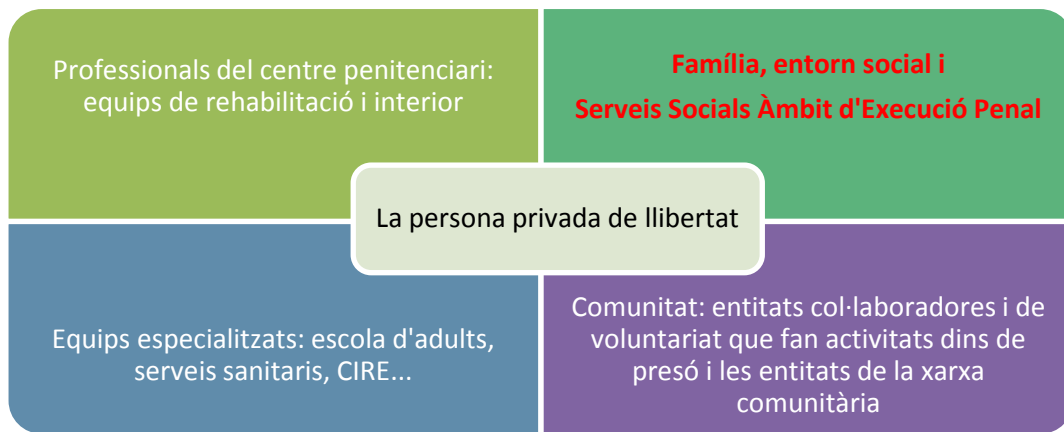 Professionals del centre penitenciari:
equips de rehabilitació i interior
Família, entorn social i
Serveis Socials Àmbit d'Execució Penal
La persona privada de llibertat
Equips especialitzats: escola d'adults,
serveis sanitaris, CIRE...
Comunitat: entitats col·laboradores i de
voluntariat que fan activitats dins de
presó i les entitats de la xarxa
comunitària